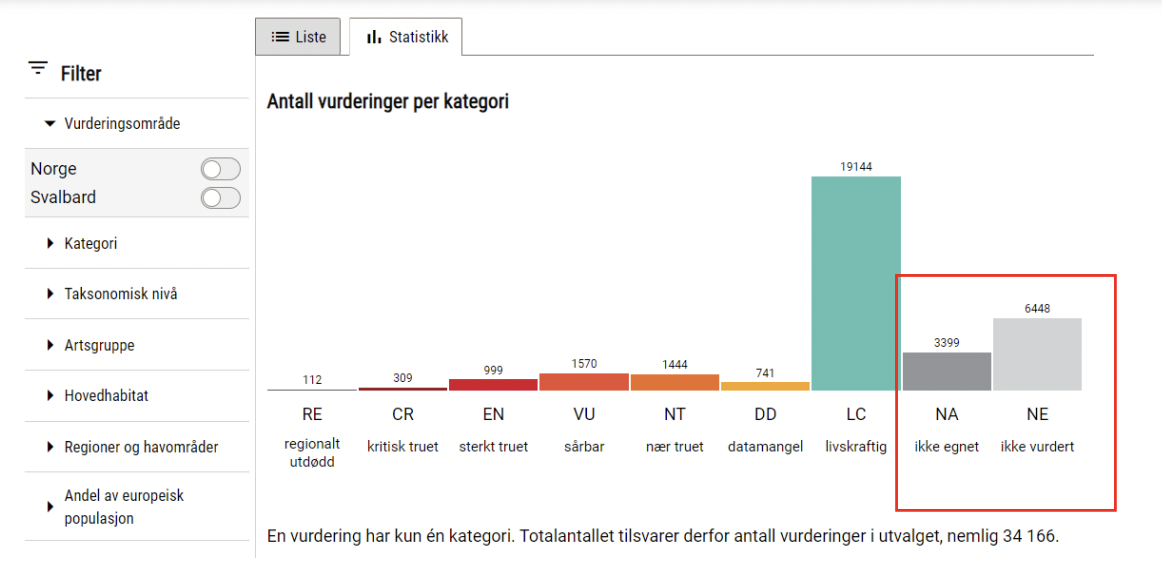 Liste
Statistikk
Filter
Vurderingsområde
Norge
Svalbard
Kategori
Taksonomisk nivå
Artsgruppe
Hovedhabitat
Regioner og havområder
Andel av europeisk
populasjon
Antall vurderinger per kategori
112
309
999
1570
1444
741
19144
3399
6448
RE
CR
EN
VU
NT
DD
LC
NA
NE
regionalt
utdødd
kritisk truet
sterkt truet
sårbar
nær truet
datamangel
livskraftig
ikke egnet
ikke vurdert
En vurdering har kun én kategori. Totalantallet tilsvarer derfor antall vurderinger i utvalget, nemlig 34 166.